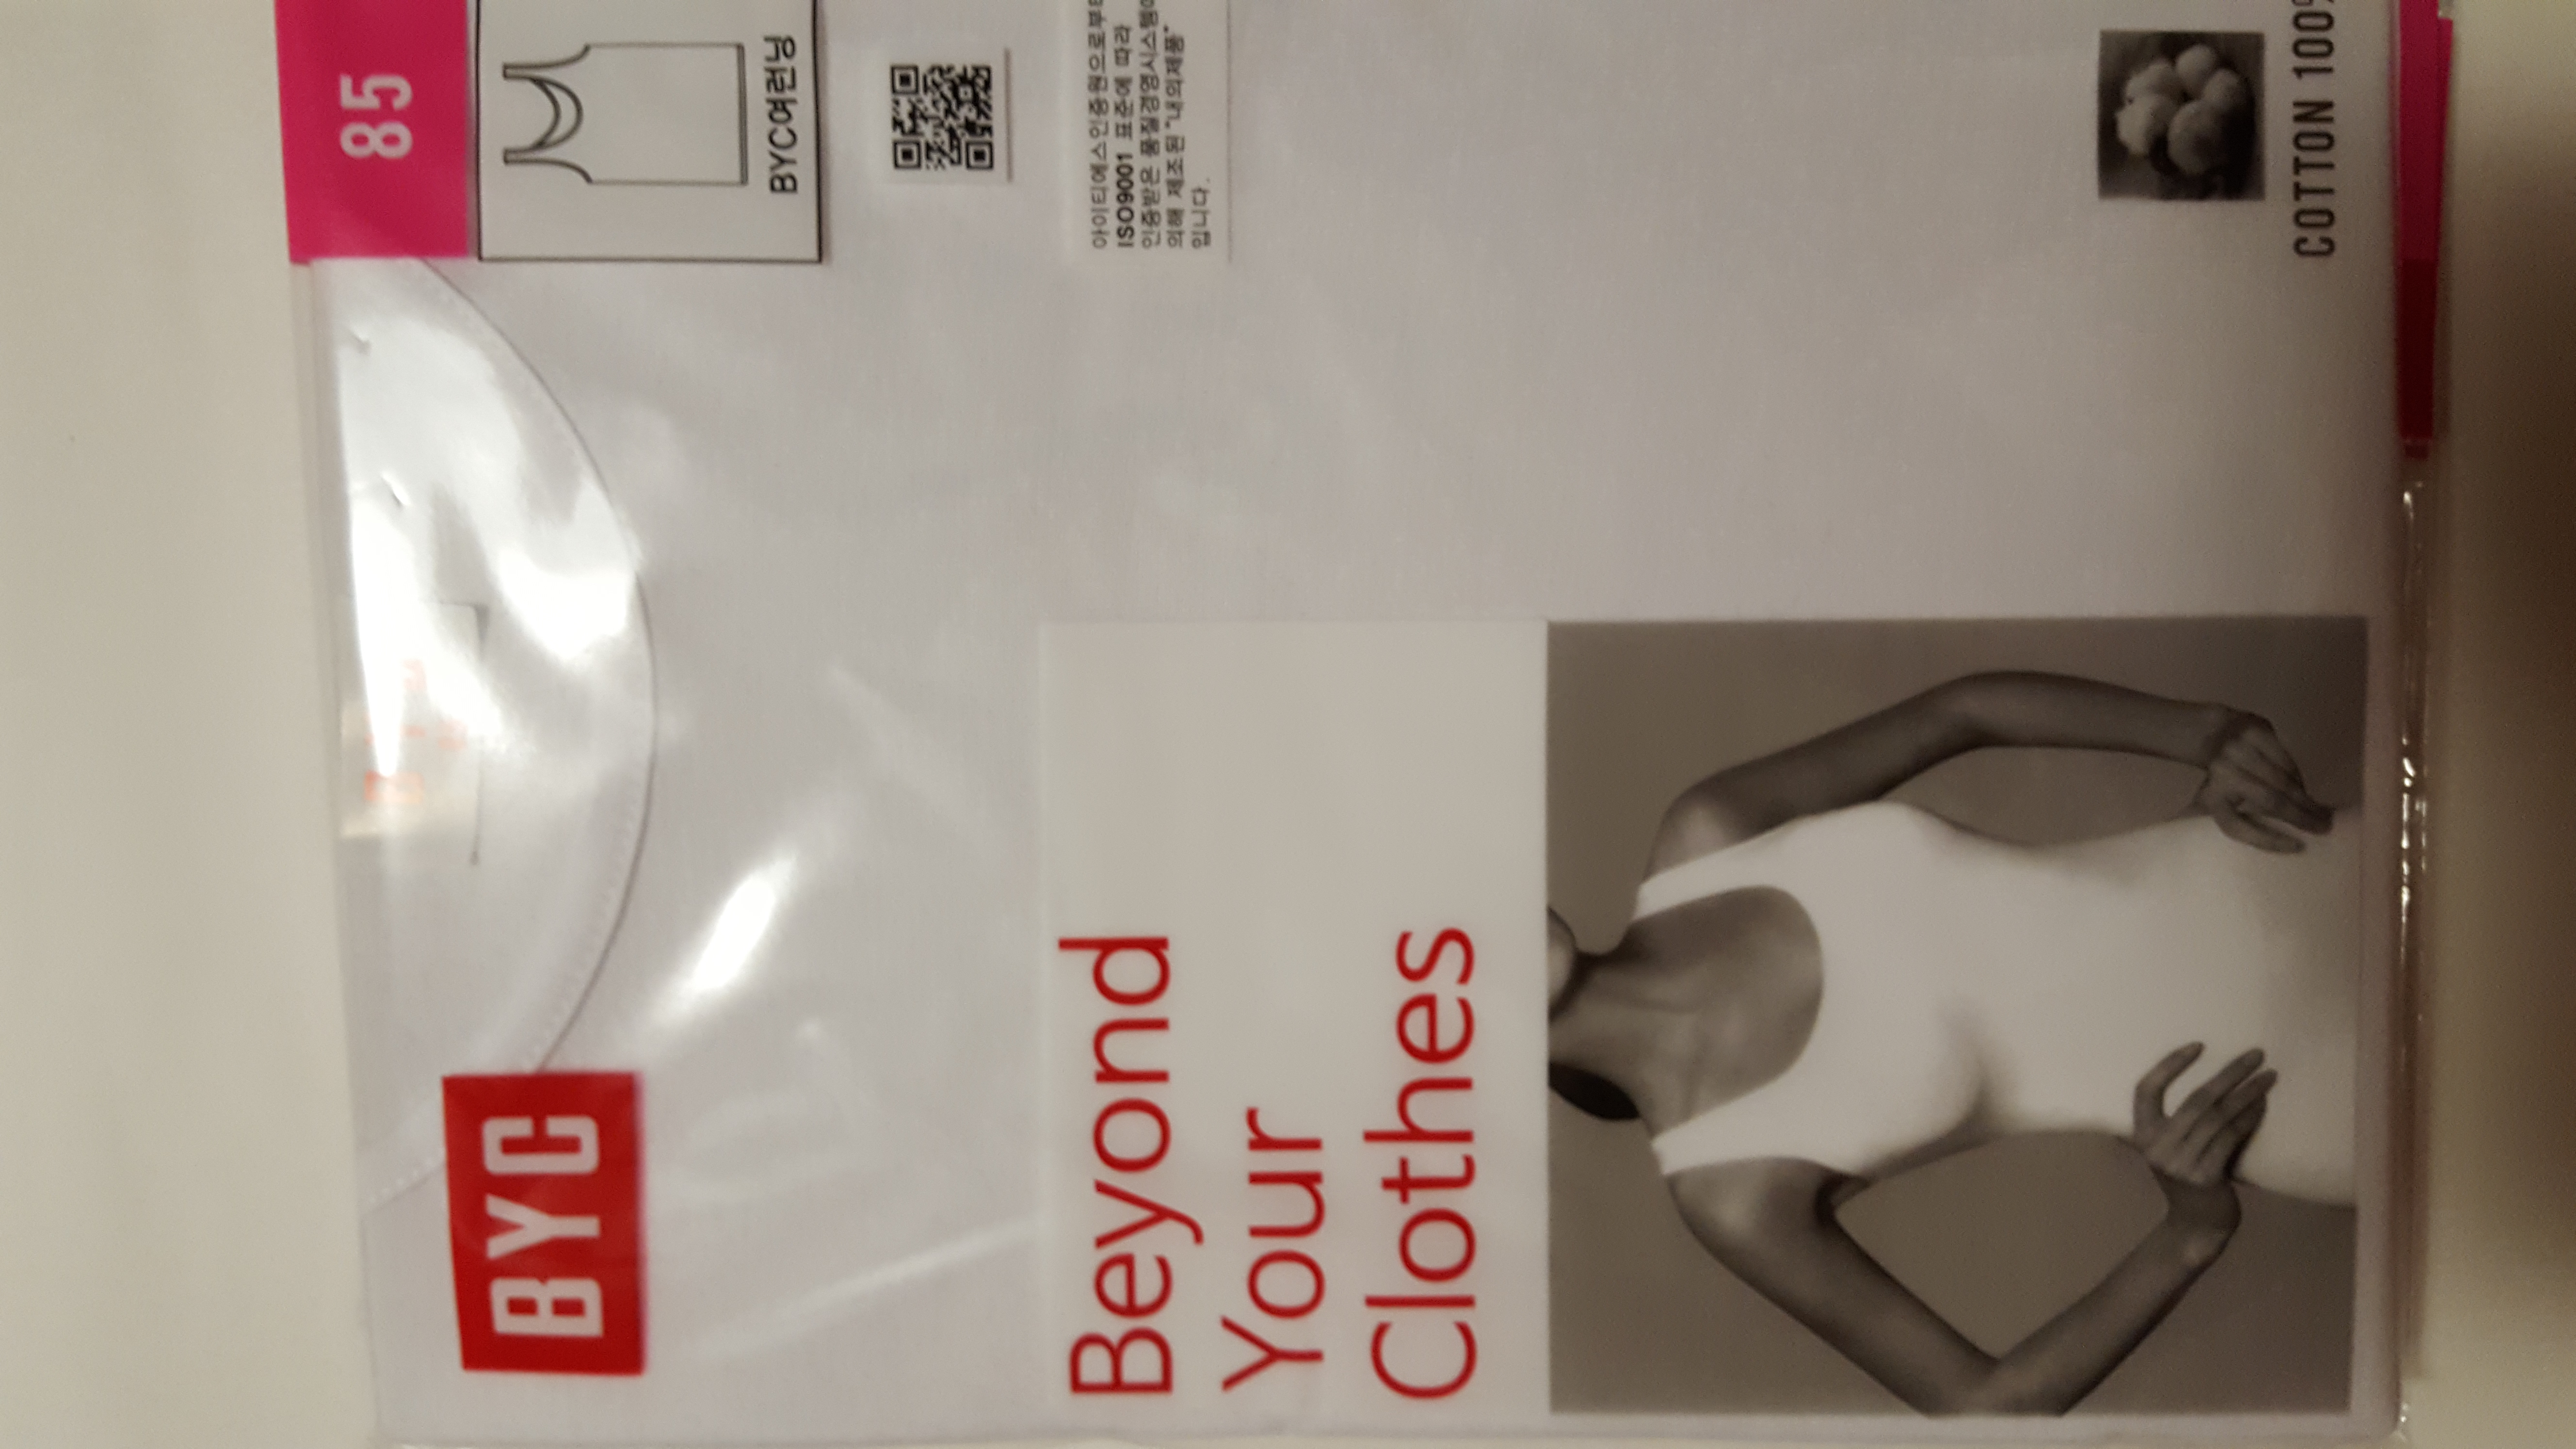 BYC
85
BYC여런닝
아이티에스인증원으로부터
ISO9001 표준에 따라
인증받은 품질경영시스템에
의해 제조된 "내의제품"
입니다.
Beyond
Your
Clothes
COTTON 100%